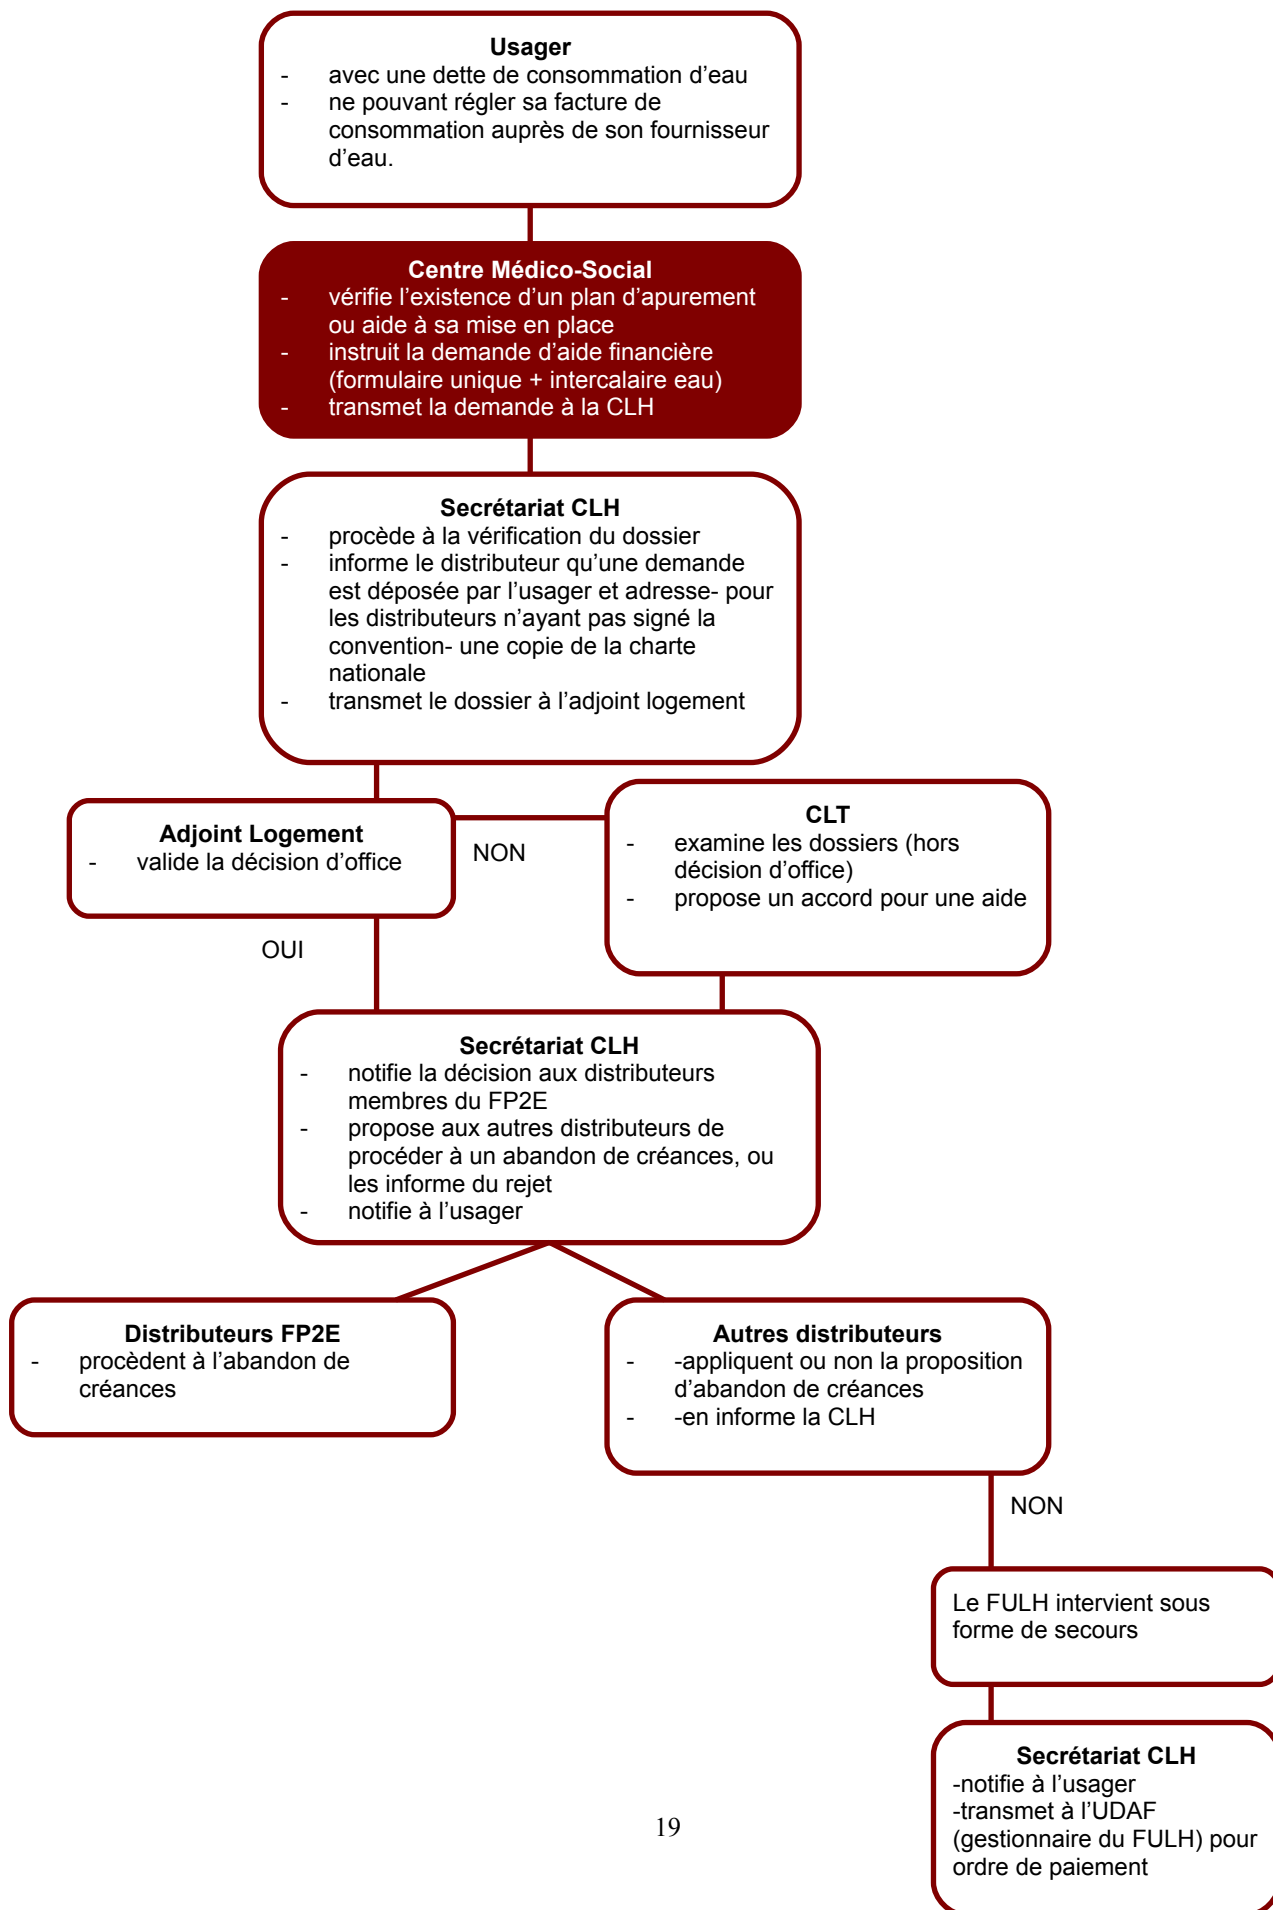 Usager
- avec une dette de consommation d’eau
- ne pouvant régler sa facture de
consommation auprès de son fournisseur
d’eau.
Centre Médico-Social
- vérifie l’existence d’un plan d’apurement
ou aide à sa mise en place
- instruit la demande d’aide financière
(formulaire unique + intercalaire eau)
- transmet la demande à la CLH
Secrétariat CLH
- procède à la vérification du dossier
- informe le distributeur qu’une demande
est déposée par l’usager et adresse- pour
les distributeurs n’ayant pas signé la
convention- une copie de la charte
nationale
- transmet le dossier à l’adjoint logement
Adjoint Logement
- valide la décision d’office
NON
CLT
- examine les dossiers (hors
décision d’office)
- propose un accord pour une aide
OUI
Secrétariat CLH
- notifie la décision aux distributeurs
membres du FP2E
- propose aux autres distributeurs de
procéder à un abandon de créances, ou
les informe du rejet
- notifie à l’usager
Distributeurs FP2E
- procèdent à l’abandon de
créances
Autres distributeurs
- -appliquent ou non la proposition
d’abandon de créances
- -en informe la CLH
NON
Le FULH intervient sous
forme de secours
Secrétariat CLH
-notifie à l’usager
-transmet à l’UDAF
(gestionnaire du FULH) pour
ordre de paiement
19